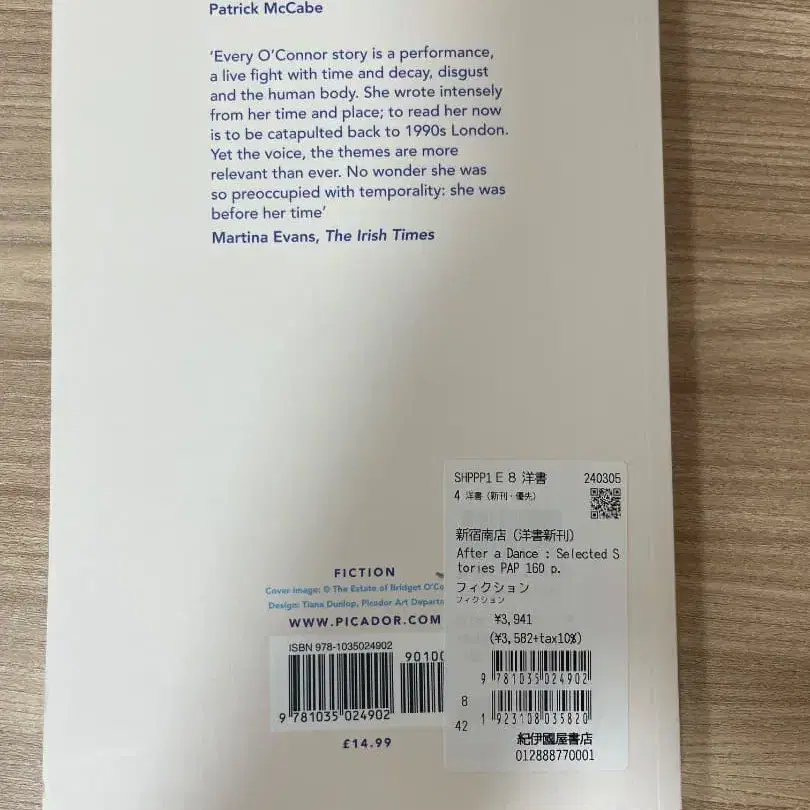 Patrick McCabe
‘Every O’Connor story is a performance,
a live fight with time and decay, disgust
and the human body. She wrote intensely
from her time and place; to read her now
is to be catapulted back to 1990s London.
Yet the voice, the themes are more
relevant than ever. No wonder she was
so preoccupied with temporality: she was
before her time’
Martina Evans, The Irish Times
FICTION
Cover image: © The Estate of Bridget O’Co
Design: Tiana Dunlop, Picador Art Departm
WWW.PICADOR.COM
ISBN 978-1035024902
90100
9 781035 024902
£14.99
SHPPP1 E 8 洋書 240305
4 洋書（新刊・優先）
新宿南店（洋書新刊）
After a Dance : Selected S
tories PAP 160 p.
フィクション
フィクション
¥3,941
(¥3,582+tax10%)
9 781035 024902
8
42 1 923108 035820
紀伊國屋書店
012888770001